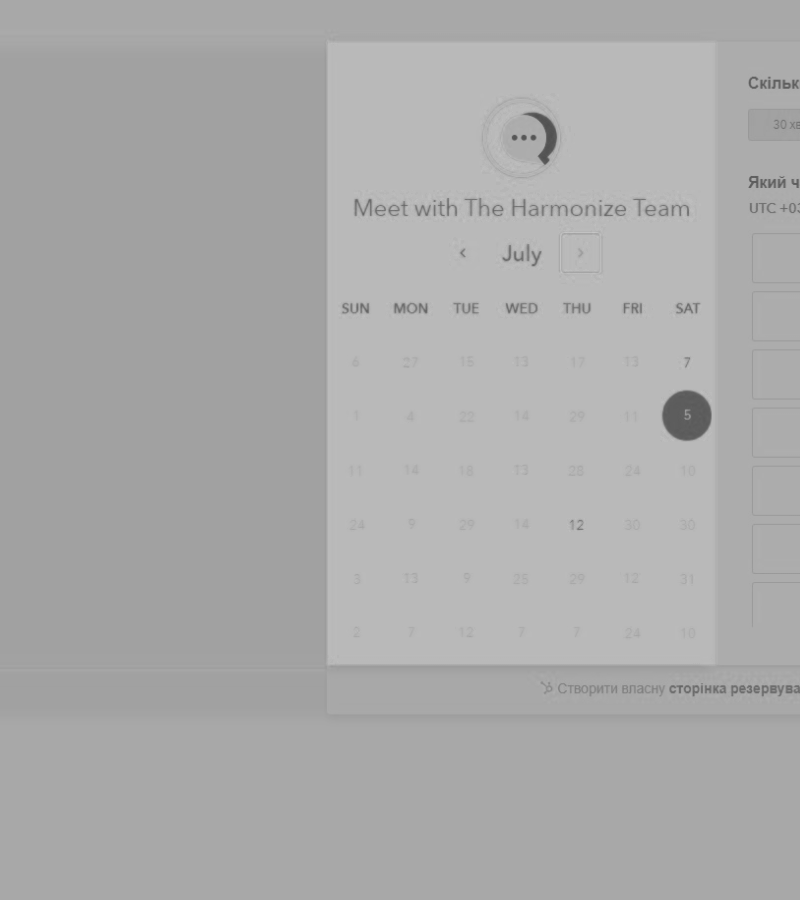 Meet with The Harmonize Team
July
SUN MON TUE WED THU FRI SAT
6 27 15 13 17 13 7
1 4 22 14 29 11 5
11 14 18 13 28 24 10
24 9 29 14 12 30 30
3 13 9 25 29 12 31
2 7 12 7 7 24 10
Скільк
30 хв
Який ч
UTC +03
Створити власну сторінка резервува